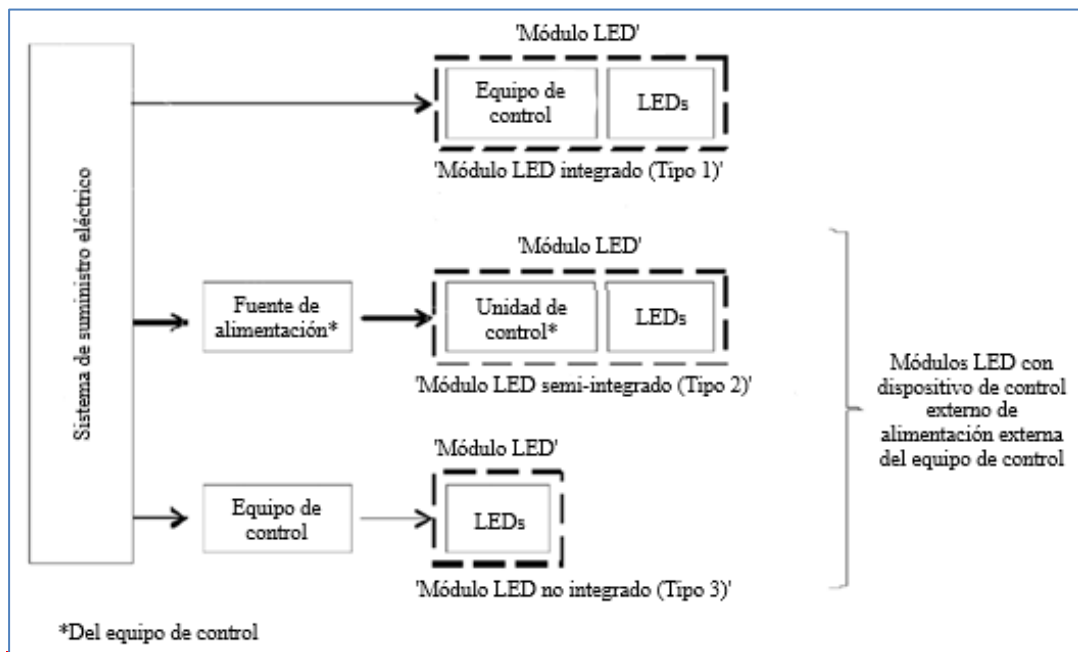 'Módulo LED'
Equipo de
control
LEDs
'Módulo LED integrado (Tipo 1)'
Sistema de suministro eléctrico
'Módulo LED'
Fuente de
alimentación*
Unidad de
control*
LEDs
'Módulo LED semi-integrado (Tipo 2)'
Módulos LED con
dispositivo de control
externo de
alimentación externa
del equipo de control
'Módulo LED'
Equipo de
control
LEDs
'Módulo LED no integrado (Tipo 3)'
*Del equipo de control